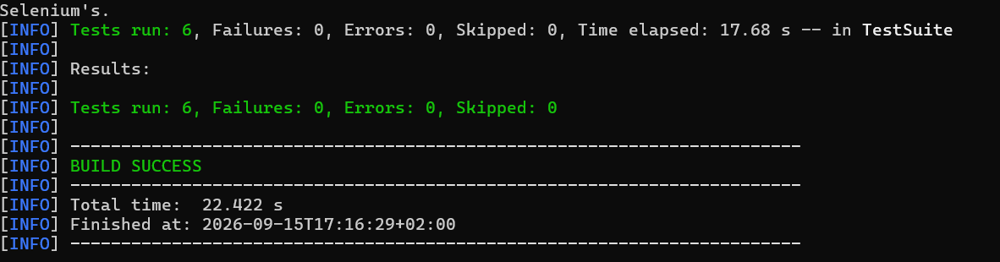 Selenium's.
[INFO] Tests run: 6, Failures: 0, Errors: 0, Skipped: 0, Time elapsed: 17.68 s -- in TestSuite
[INFO]
[INFO] Results:
[INFO]
[INFO] Tests run: 6, Failures: 0, Errors: 0, Skipped: 0
[INFO]
[INFO] ------------------------------------------------------------------------
[INFO] BUILD SUCCESS
[INFO] ------------------------------------------------------------------------
[INFO] Total time:  22.422 s
[INFO] Finished at: 2026-09-15T17:16:29+02:00
[INFO] ------------------------------------------------------------------------